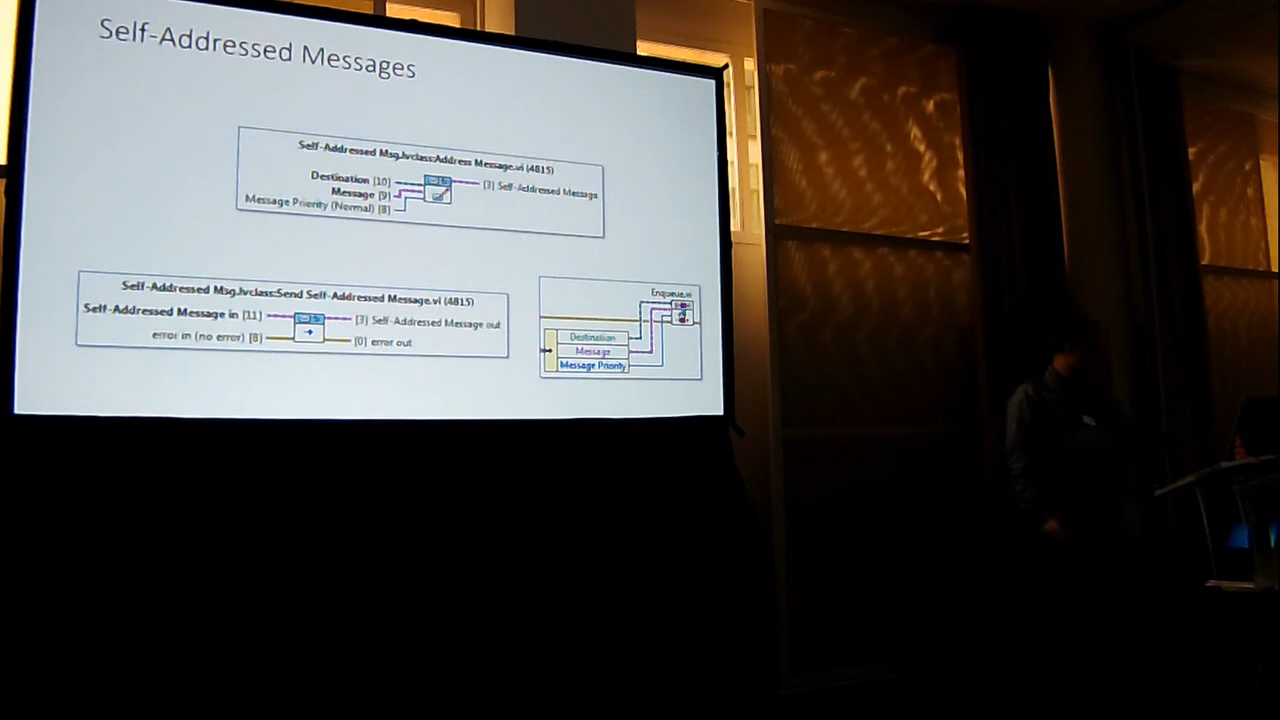 Self-Addressed Messages
Self-Addressed Msg.lvclass:Address Message.vi (4815)
Destination [10]
Message [9]
Message Priority (Normal) [8]
[3] Self-Addressed Message
Self-Addressed Msg.lvclass:Send Self-Addressed Message.vi (4815)
Self-Addressed Message in [11]
error in (no error) [8]
[3] Self-Addressed Message out
[0] error out
Enqueue.vi
Destination
Message
Message Priority